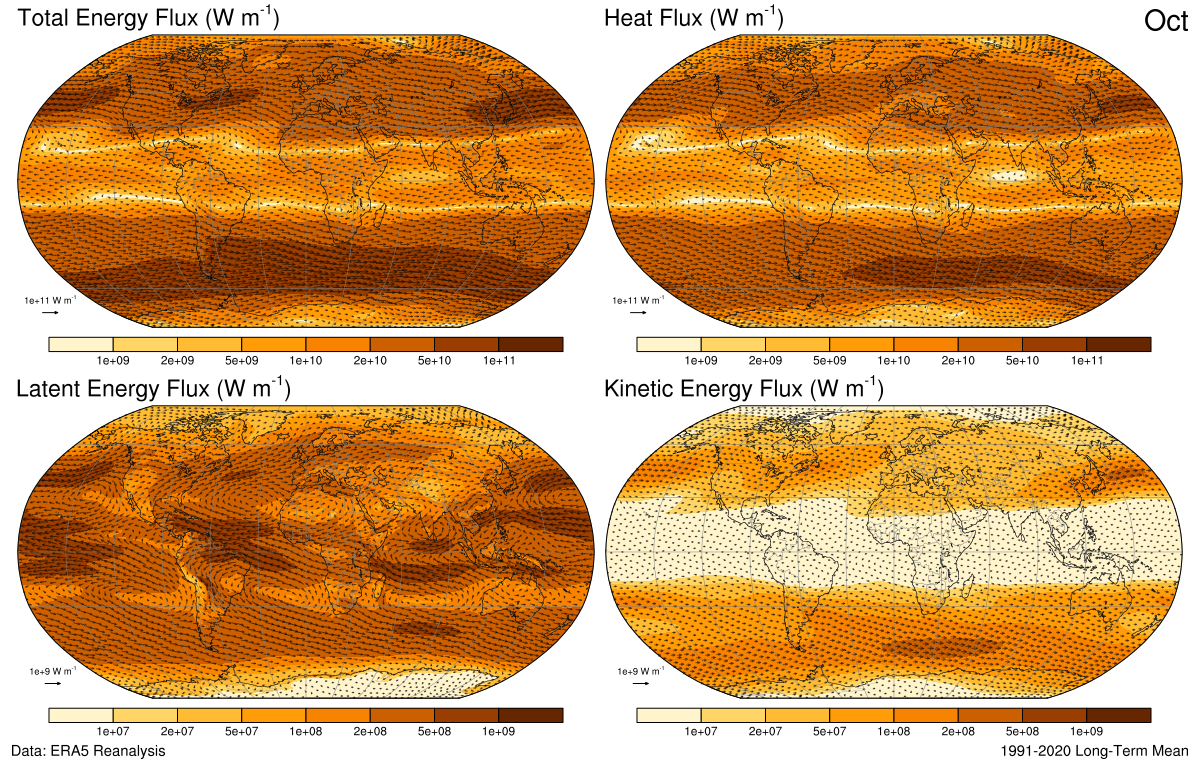 Total Energy Flux (W m⁻¹)
Heat Flux (W m⁻¹)
Oct
1e+11 W m⁻¹
1e+11 W m⁻¹
1e+09 2e+09 5e+09 1e+10 2e+10 5e+10 1e+11
1e+09 2e+09 5e+09 1e+10 2e+10 5e+10 1e+11
Latent Energy Flux (W m⁻¹)
Kinetic Energy Flux (W m⁻¹)
1e+9 W m⁻¹
1e+9 W m⁻¹
1e+07 2e+07 5e+07 1e+08 2e+08 5e+08 1e+09
1e+07 2e+07 5e+07 1e+08 2e+08 5e+08 1e+09
Data: ERA5 Reanalysis
1991-2020 Long-Term Mean